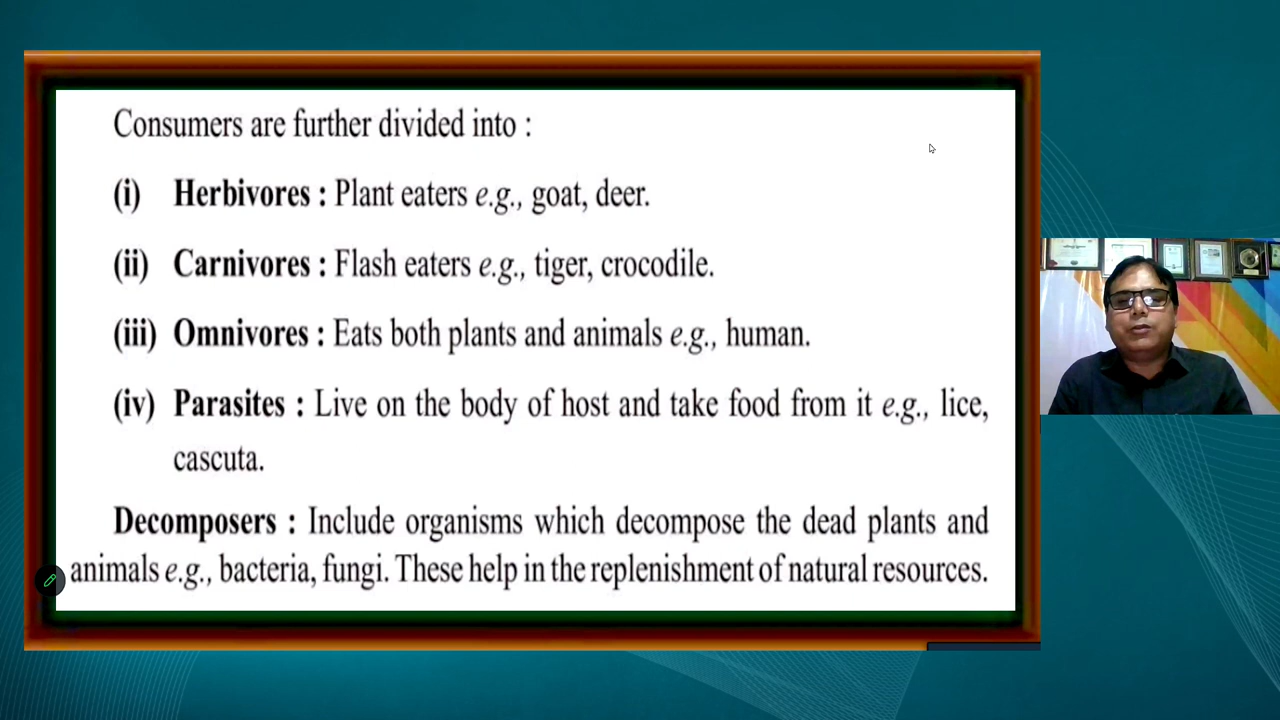 Consumers are further divided into :
(i) Herbivores : Plant eaters e.g., goat, deer.
(ii) Carnivores : Flash eaters e.g., tiger, crocodile.
(iii) Omnivores : Eats both plants and animals e.g., human.
(iv) Parasites : Live on the body of host and take food from it e.g., lice,
cascuta.
Decomposers : Include organisms which decompose the dead plants and
animals e.g., bacteria, fungi. These help in the replenishment of natural resources.